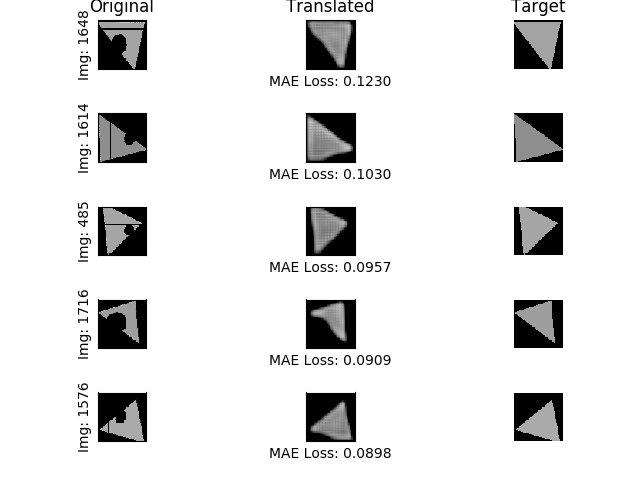 Original Translated Target
Img: 1648
MAE Loss: 0.1230
Img: 1614
MAE Loss: 0.1030
Img: 485
MAE Loss: 0.0957
Img: 1716
MAE Loss: 0.0909
Img: 1576
MAE Loss: 0.0898